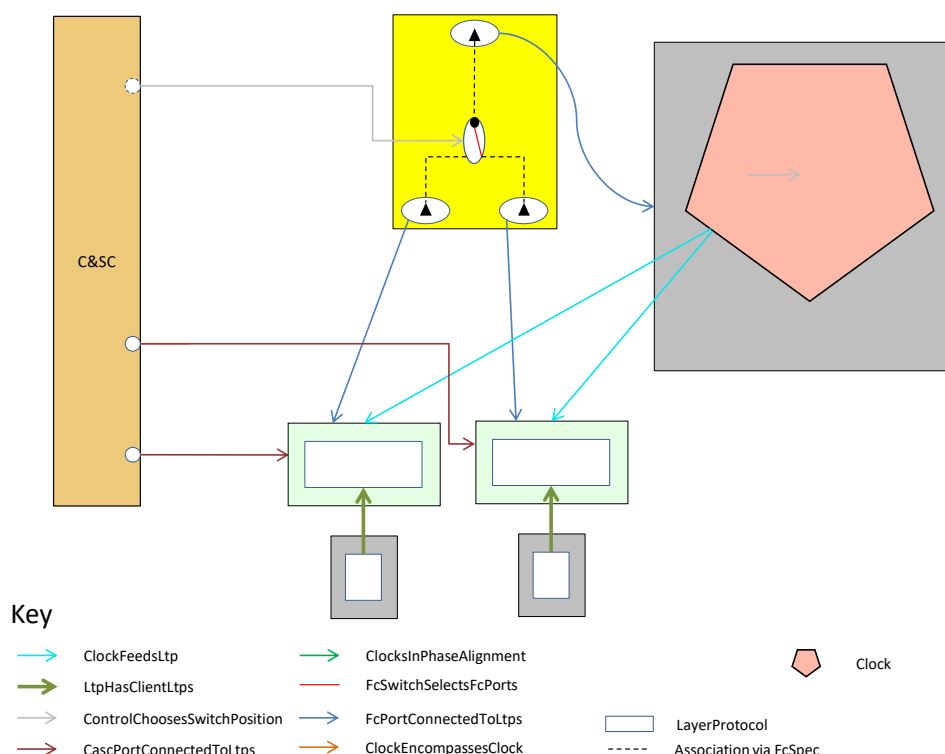 C&SC
Key
ClockFeedsLtp
LtpHasClientLtps
ControlChoosesSwitchPosition
CascPortConnectedToLtps
ClocksInPhaseAlignment
FcSwitchSelectsFcPorts
FcPortConnectedToLtps
ClockEncompassesClock
Clock
LayerProtocol
Association via FcSpec